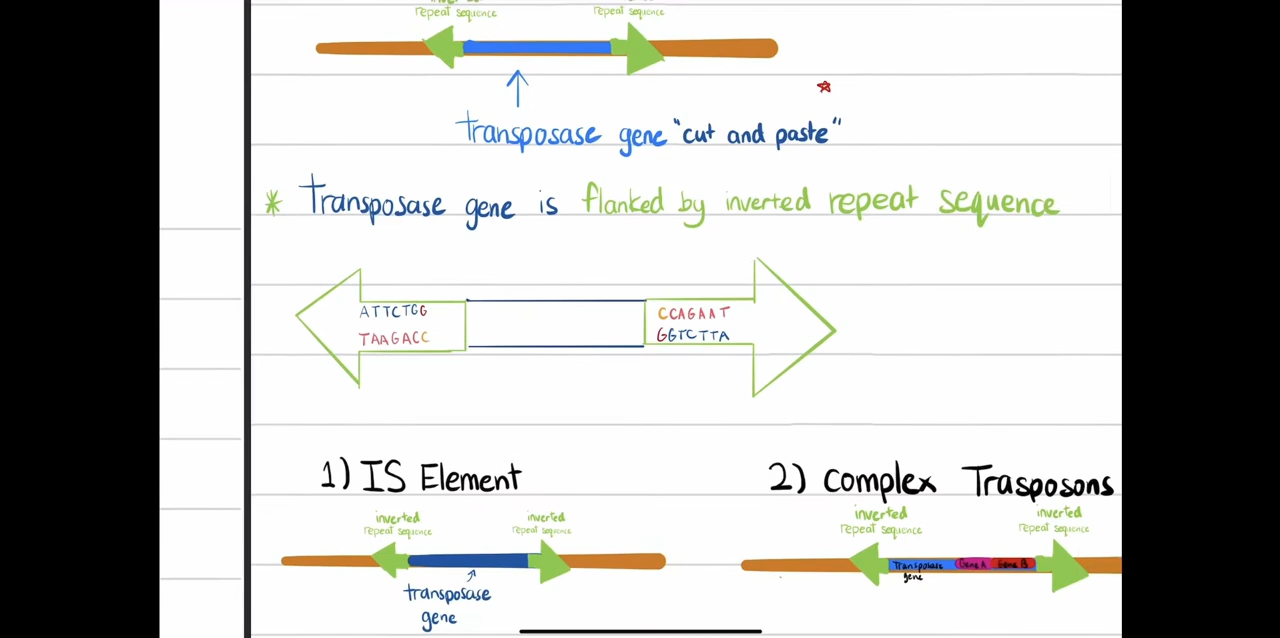 repeat sequence
repeat sequence
transposase gene "cut and paste"
* Transposase gene is flanked by inverted repeat sequence
ATTCTGG
TAAGACC
CCAGAAT
GGTCTTA
1) IS Element
2) Complex Trasposons
inverted
repeat sequence
inverted
repeat sequence
inverted
repeat sequence
inverted
repeat sequence
transposase
gene
Transposase
gene
Gene A
Gene B